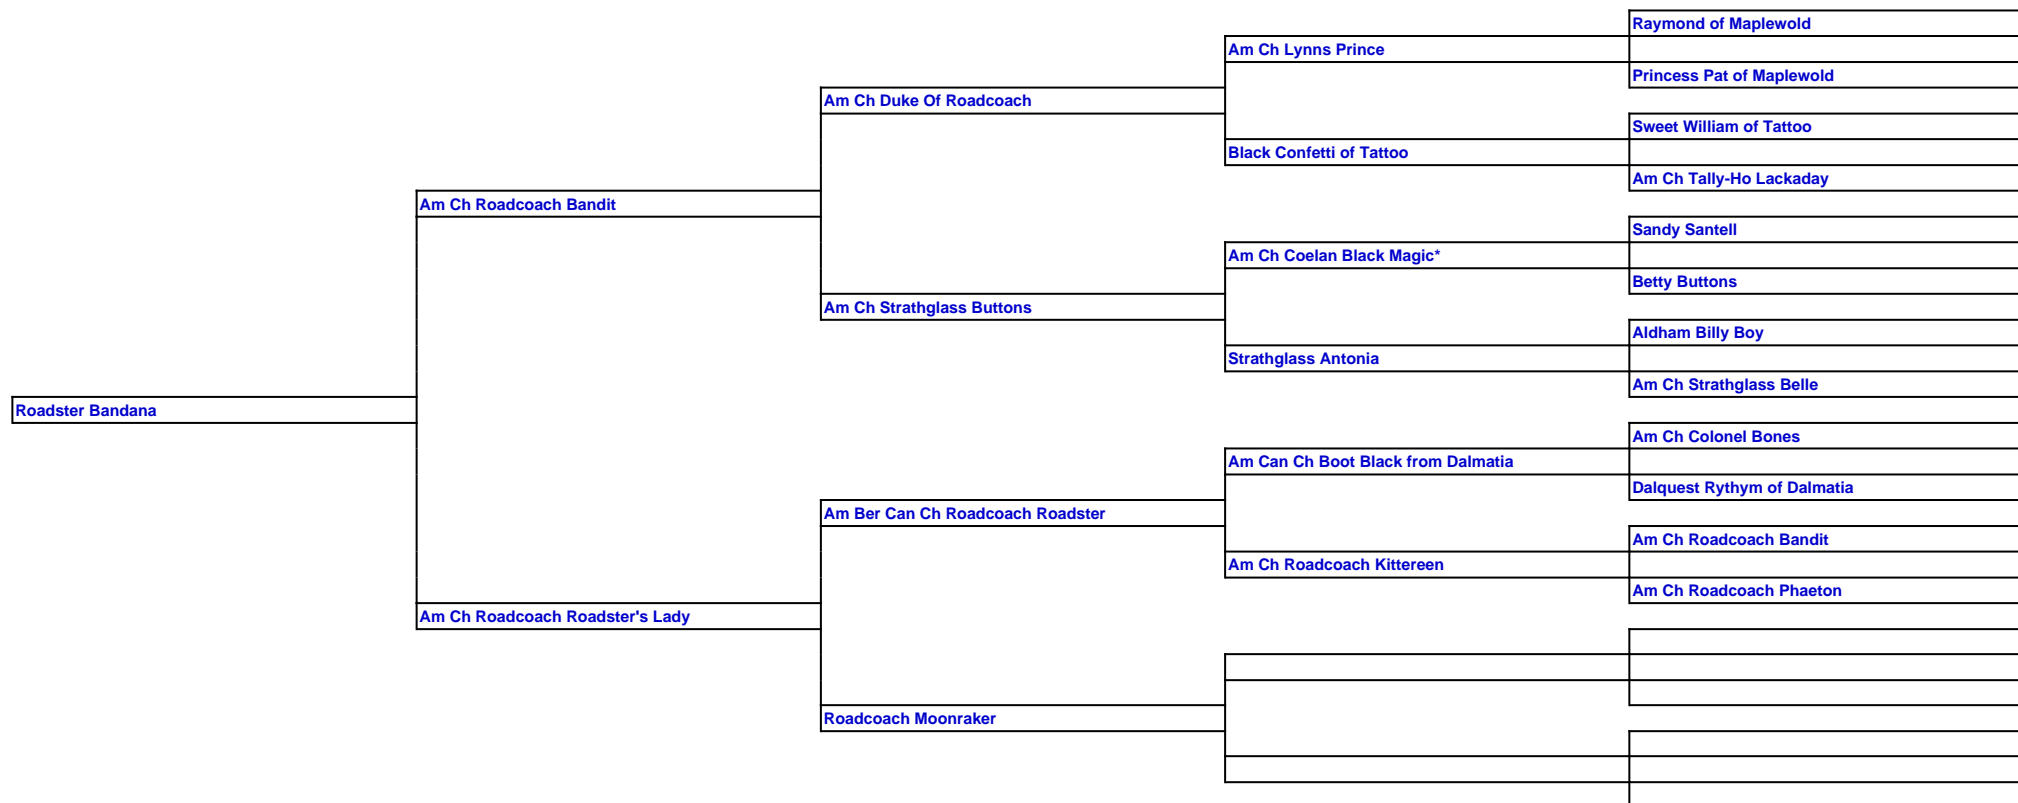 Raymond of Maplewold
Am Ch Lynns Prince
Princess Pat of Maplewold
Am Ch Duke Of Roadcoach
Sweet William of Tattoo
Black Confetti of Tattoo
Am Ch Tally-Ho Lackaday
Am Ch Roadcoach Bandit
Sandy Santell
Am Ch Coelan Black Magic*
Betty Buttons
Am Ch Strathglass Buttons
Aldham Billy Boy
Strathglass Antonia
Am Ch Strathglass Belle
Roadster Bandana
Am Ch Colonel Bones
Am Can Ch Boot Black from Dalmatia
Dalquest Rythym of Dalmatia
Am Ber Can Ch Roadcoach Roadster
Am Ch Roadcoach Bandit
Am Ch Roadcoach Kittereen
Am Ch Roadcoach Phaeton
Am Ch Roadcoach Roadster's Lady
Roadcoach Moonraker